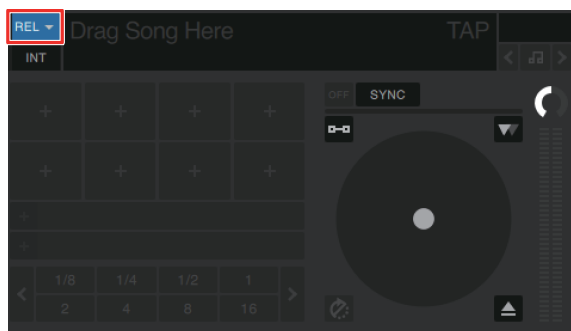 REL Drag Song Here TAP
INT
OFF SYNC
1/8 1/4 1/2 1
2 4 8 16